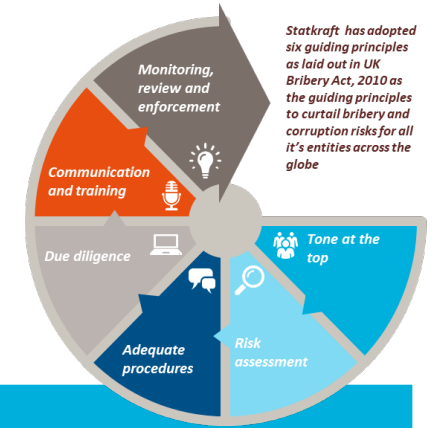 Statkraft has adopted
six guiding principles
as laid out in UK
Bribery Act, 2010 as
the guiding principles
to curtail bribery and
corruption risks for all
it's entities across the
globe
Monitoring,
review and
enforcement
Communication
and training
Due diligence
Adequate
procedures
Risk
assessment
Tone at the
top